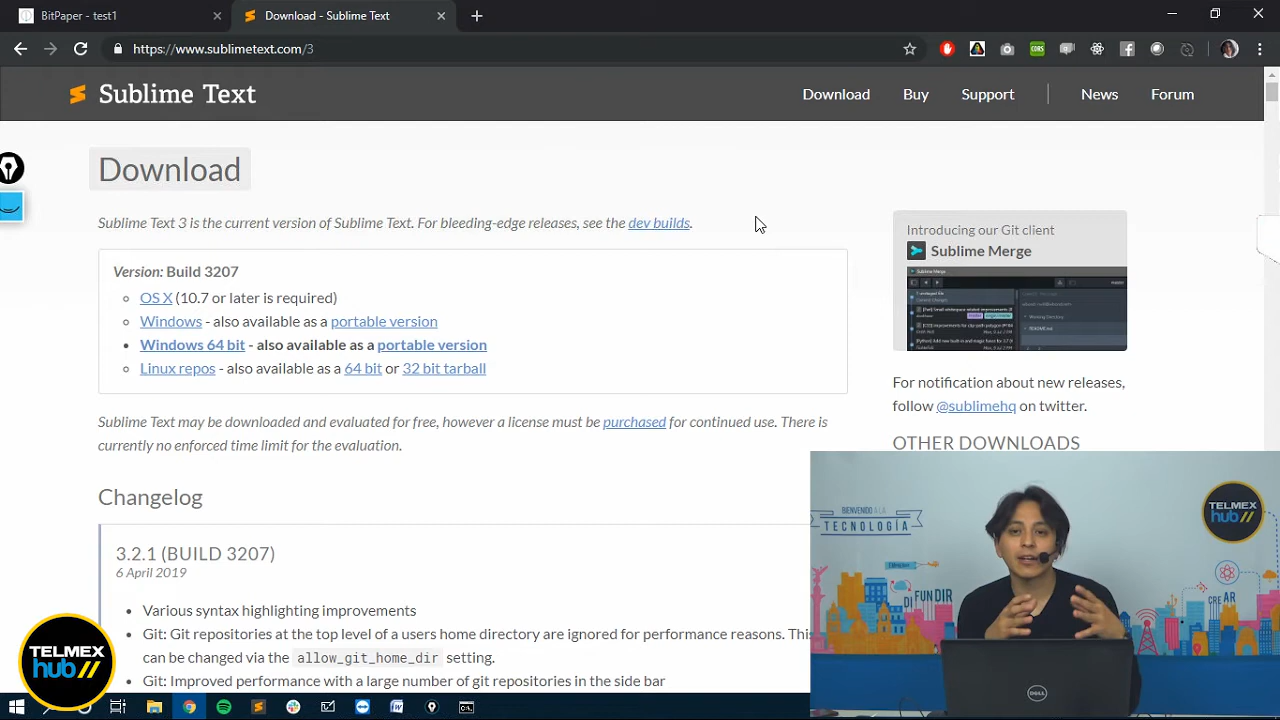 BitPaper - test1
Download - Sublime Text
https://www.sublimetext.com/3
CORS
Sublime Text
Download
Buy
Support
News
Forum
Download
Sublime Text 3 is the current version of Sublime Text. For bleeding-edge releases, see the dev builds.
Version: Build 3207
OS X (10.7 or later is required)
Windows - also available as a portable version
Windows 64 bit - also available as a portable version
Linux repos - also available as a 64 bit or 32 bit tarball
Sublime Text may be downloaded and evaluated for free, however a license must be purchased for continued use. There is
currently no enforced time limit for the evaluation.
Changelog
3.2.1 (BUILD 3207)
6 April 2019
Various syntax highlighting improvements
Git: Git repositories at the top level of a users home directory are ignored for performance reasons. This
can be changed via the allow_git_home_dir setting.
Git: Improved performance with a large number of git repositories in the side bar
Introducing our Git client
Sublime Merge
Sublime Merge
For notification about new releases,
follow @sublimehq on twitter.
OTHER DOWNLOADS
BIENVENIDO A LA
TECNOLOGÍA
DIFUNDIR
CREAR
TELMEX
hub//
DELL
TELMEX
hub//